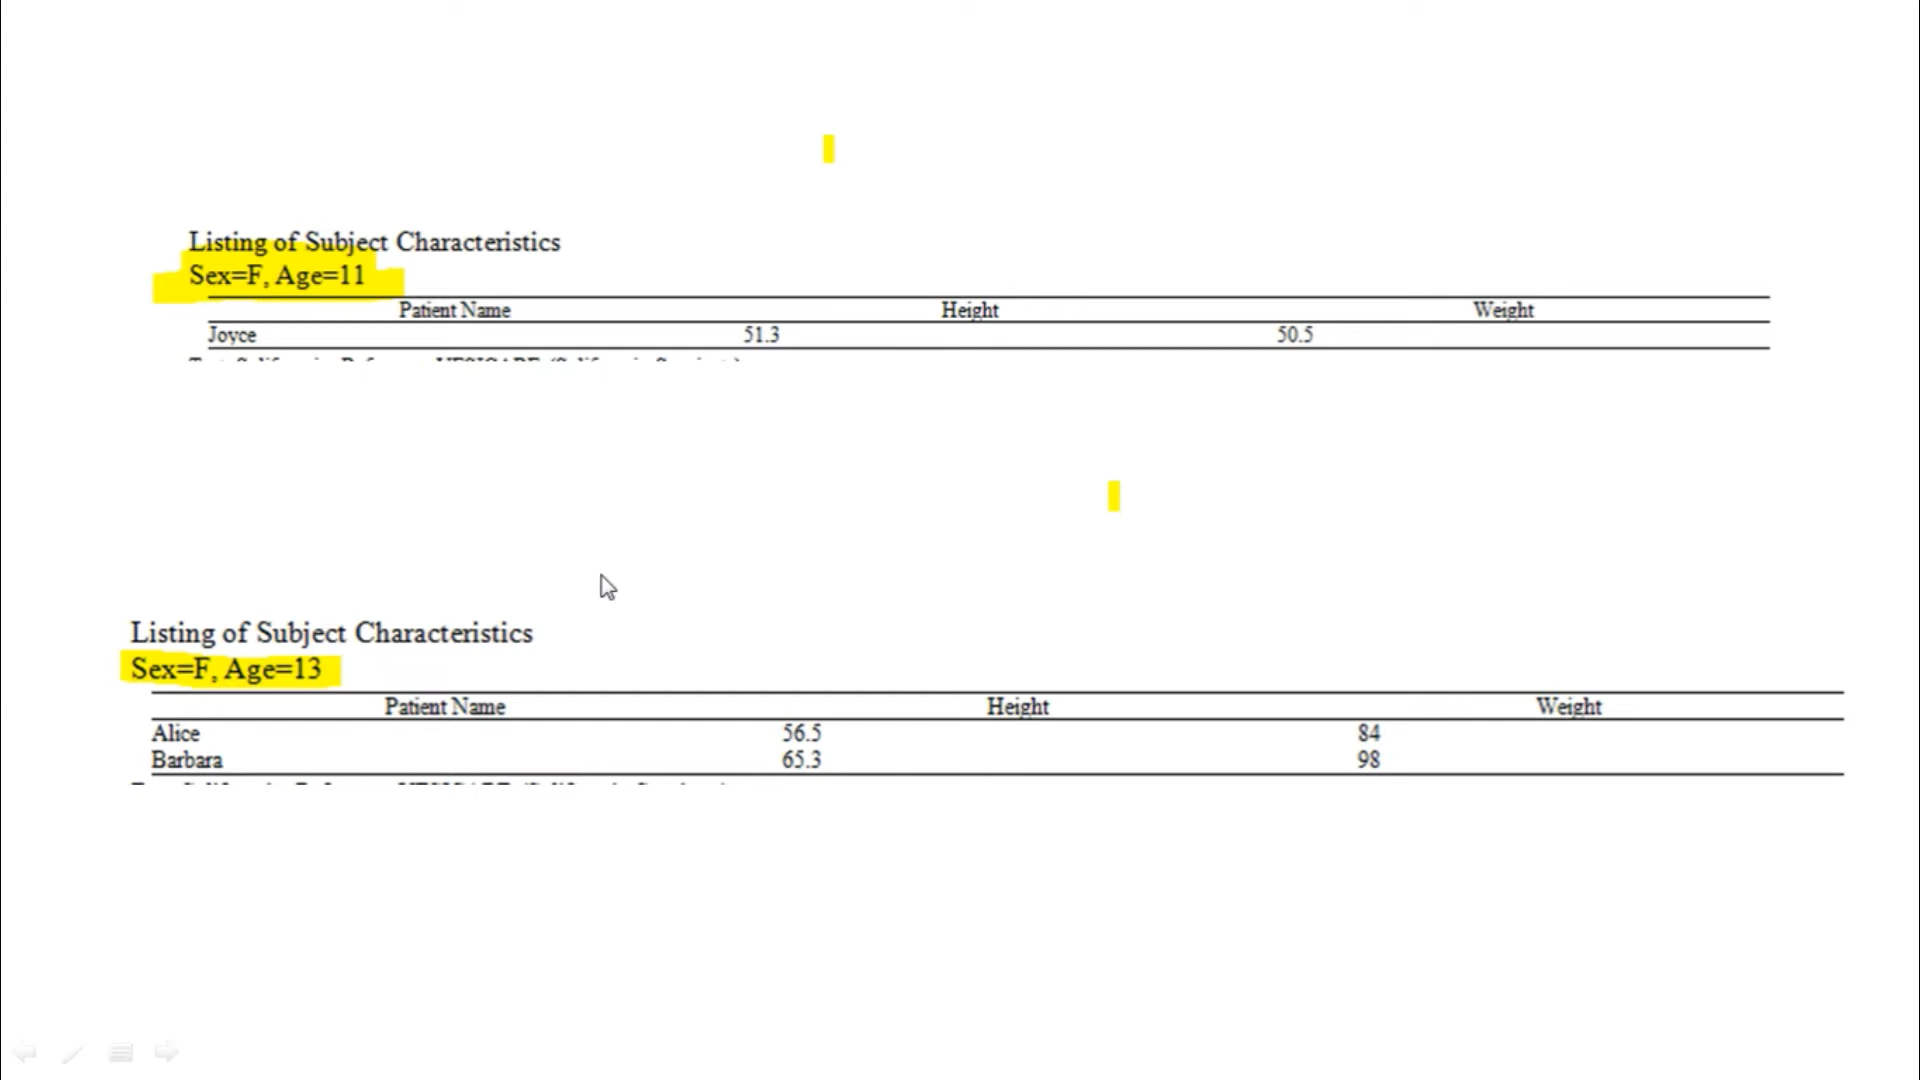 Listing of Subject Characteristics
Sex=F, Age=11
Patient Name Height Weight
Joyce 51.3 50.5
Listing of Subject Characteristics
Sex=F, Age=13
Patient Name Height Weight
Alice 56.5 84
Barbara 65.3 98